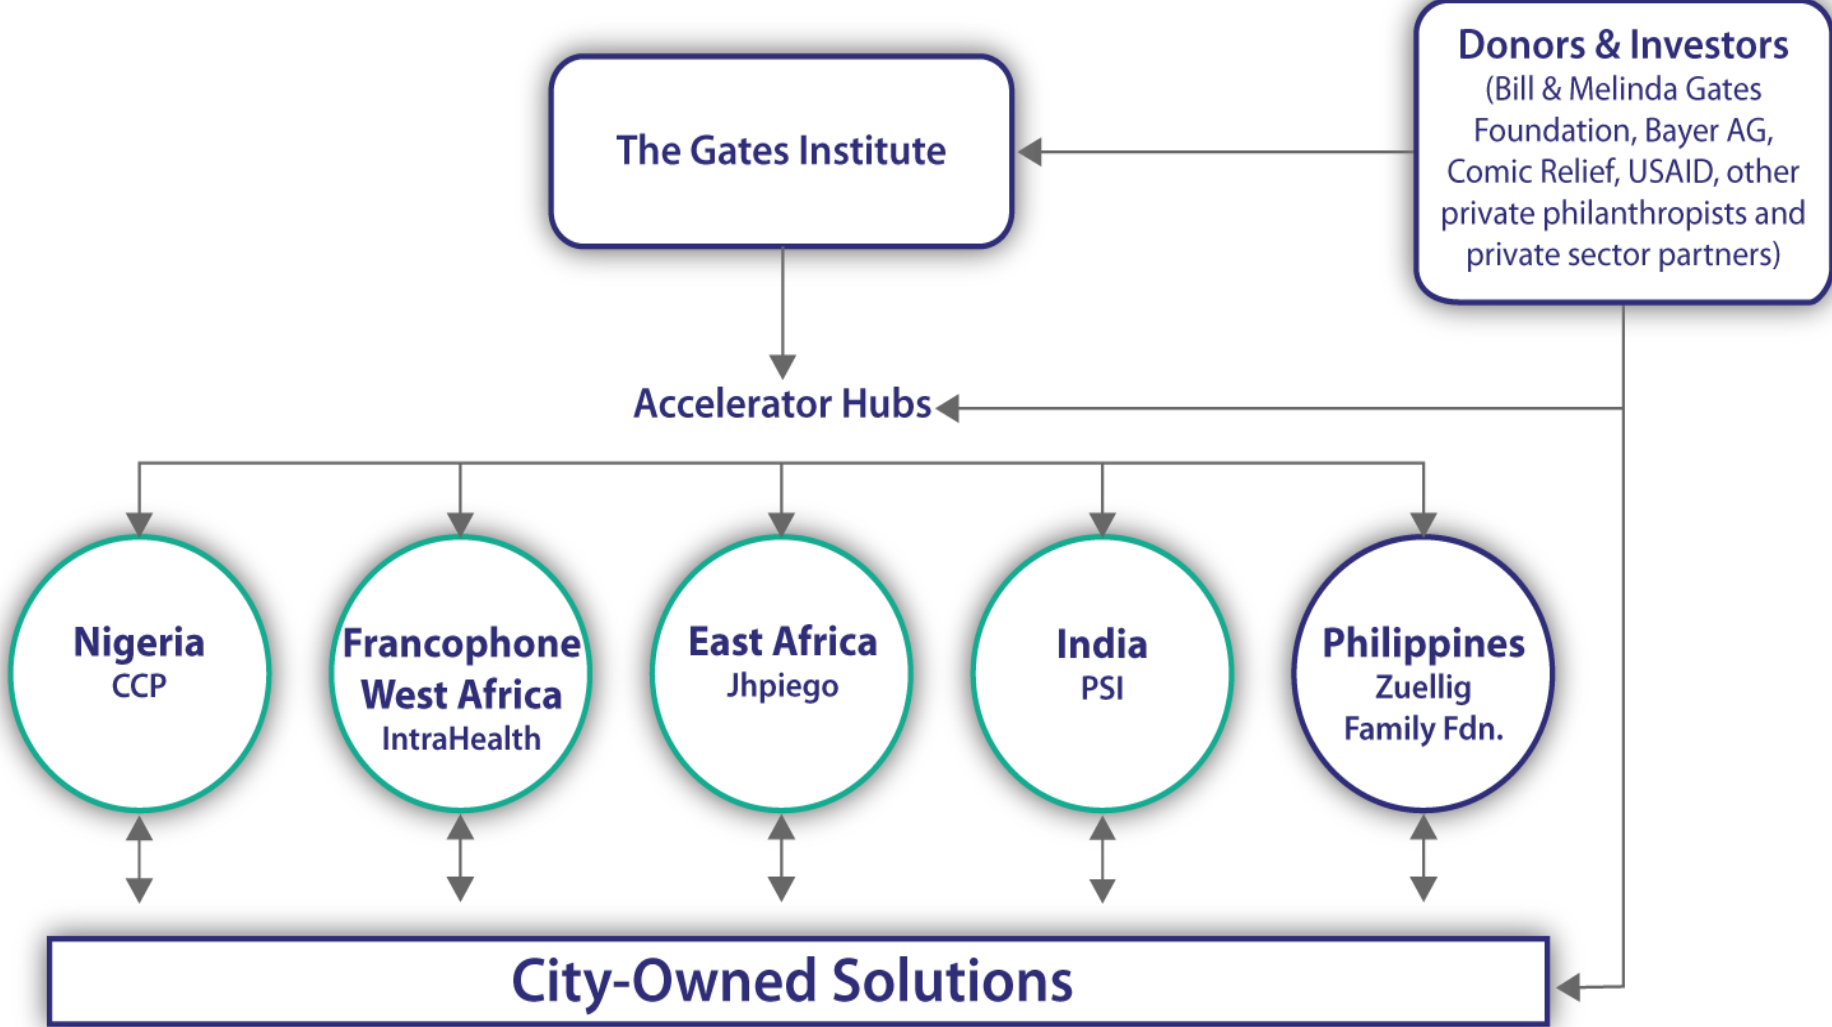 The Gates Institute
Donors & Investors
(Bill & Melinda Gates
Foundation, Bayer AG,
Comic Relief, USAID, other
private philanthropists and
private sector partners)
Accelerator Hubs
Nigeria
CCP
Francophone
West Africa
IntraHealth
East Africa
Jhpiego
India
PSI
Philippines
Zuellig
Family Fdn.
City-Owned Solutions